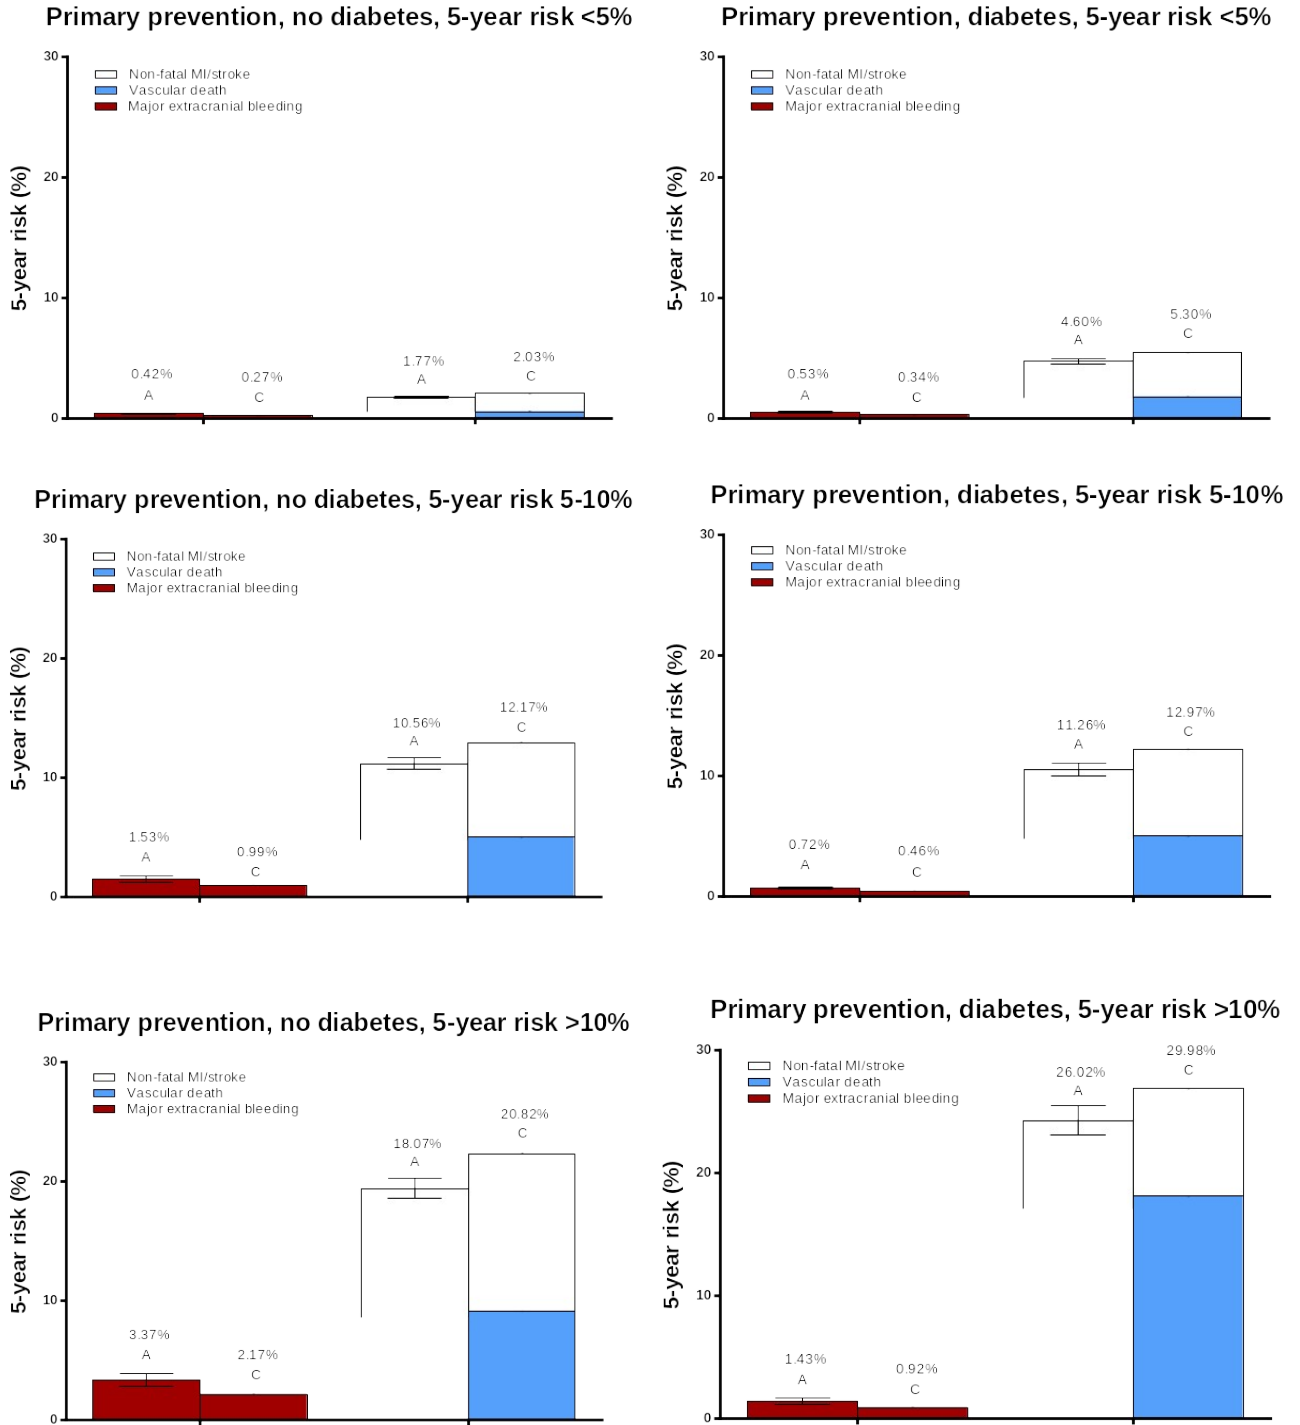 Primary prevention, no diabetes, 5-year risk <5%
30
Non-fatal MI/stroke
Vascular death
Major extracranial bleeding
20
5-year risk (%)
10
0
0.42%
A
0.27%
C
1.77%
A
2.03%
C
Primary prevention, diabetes, 5-year risk <5%
30
Non-fatal MI/stroke
Vascular death
Major extracranial bleeding
20
5-year risk (%)
10
0
0.53%
A
0.34%
C
4.60%
A
5.30%
C
Primary prevention, no diabetes, 5-year risk 5-10%
30
Non-fatal MI/stroke
Vascular death
Major extracranial bleeding
20
5-year risk (%)
10
0
1.53%
A
0.99%
C
10.56%
A
12.17%
C
Primary prevention, diabetes, 5-year risk 5-10%
30
Non-fatal MI/stroke
Vascular death
Major extracranial bleeding
20
5-year risk (%)
10
0
0.72%
A
0.46%
C
11.26%
A
12.97%
C
Primary prevention, no diabetes, 5-year risk >10%
30
Non-fatal MI/stroke
Vascular death
Major extracranial bleeding
20
5-year risk (%)
10
0
3.37%
A
2.17%
C
18.07%
A
20.82%
C
Primary prevention, diabetes, 5-year risk >10%
30
Non-fatal MI/stroke
Vascular death
Major extracranial bleeding
20
5-year risk (%)
10
0
1.43%
A
0.92%
C
26.02%
A
29.98%
C